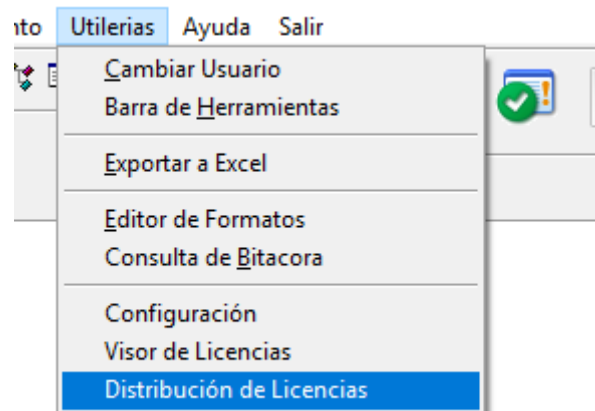 nto Utilerias Ayuda Salir
Cambiar Usuario
Barra de Herramientas
Exportar a Excel
Editor de Formatos
Consulta de Bitacora
Configuración
Visor de Licencias
Distribución de Licencias